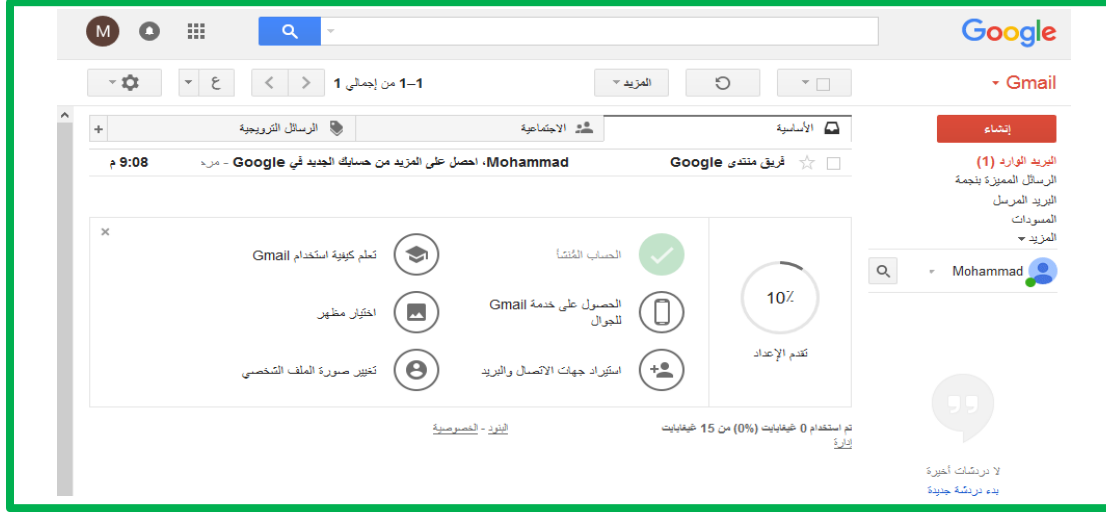 Google
M
Gmail
المزيد
1–1 من إجمالي 1
ع
إنشاء
البريد الوارد (1)
الرسائل المميزة بنجمة
البريد المرسل
المسودات
المزيد
Mohammad
الأساسية
الاجتماعية
الرسائل الترويجية
+
فريق منتدى Google
Mohammad، احصل على المزيد من حسابك الجديد في Google -
9:08 م
10٪
تقدم الإعداد
الحساب المُنشأ
تعلم كيفية استخدام Gmail
الحصول على خدمة Gmail
للجوال
اختيار مظهر
استيراد جهات الاتصال والبريد
تغيير صورة الملف الشخصي
تم استخدام 0 غيغابايت (0%) من 15 غيغابايت
إدارة
البنود - الخصوصية
لا دردشات أخيرة
بدء دردشة جديدة